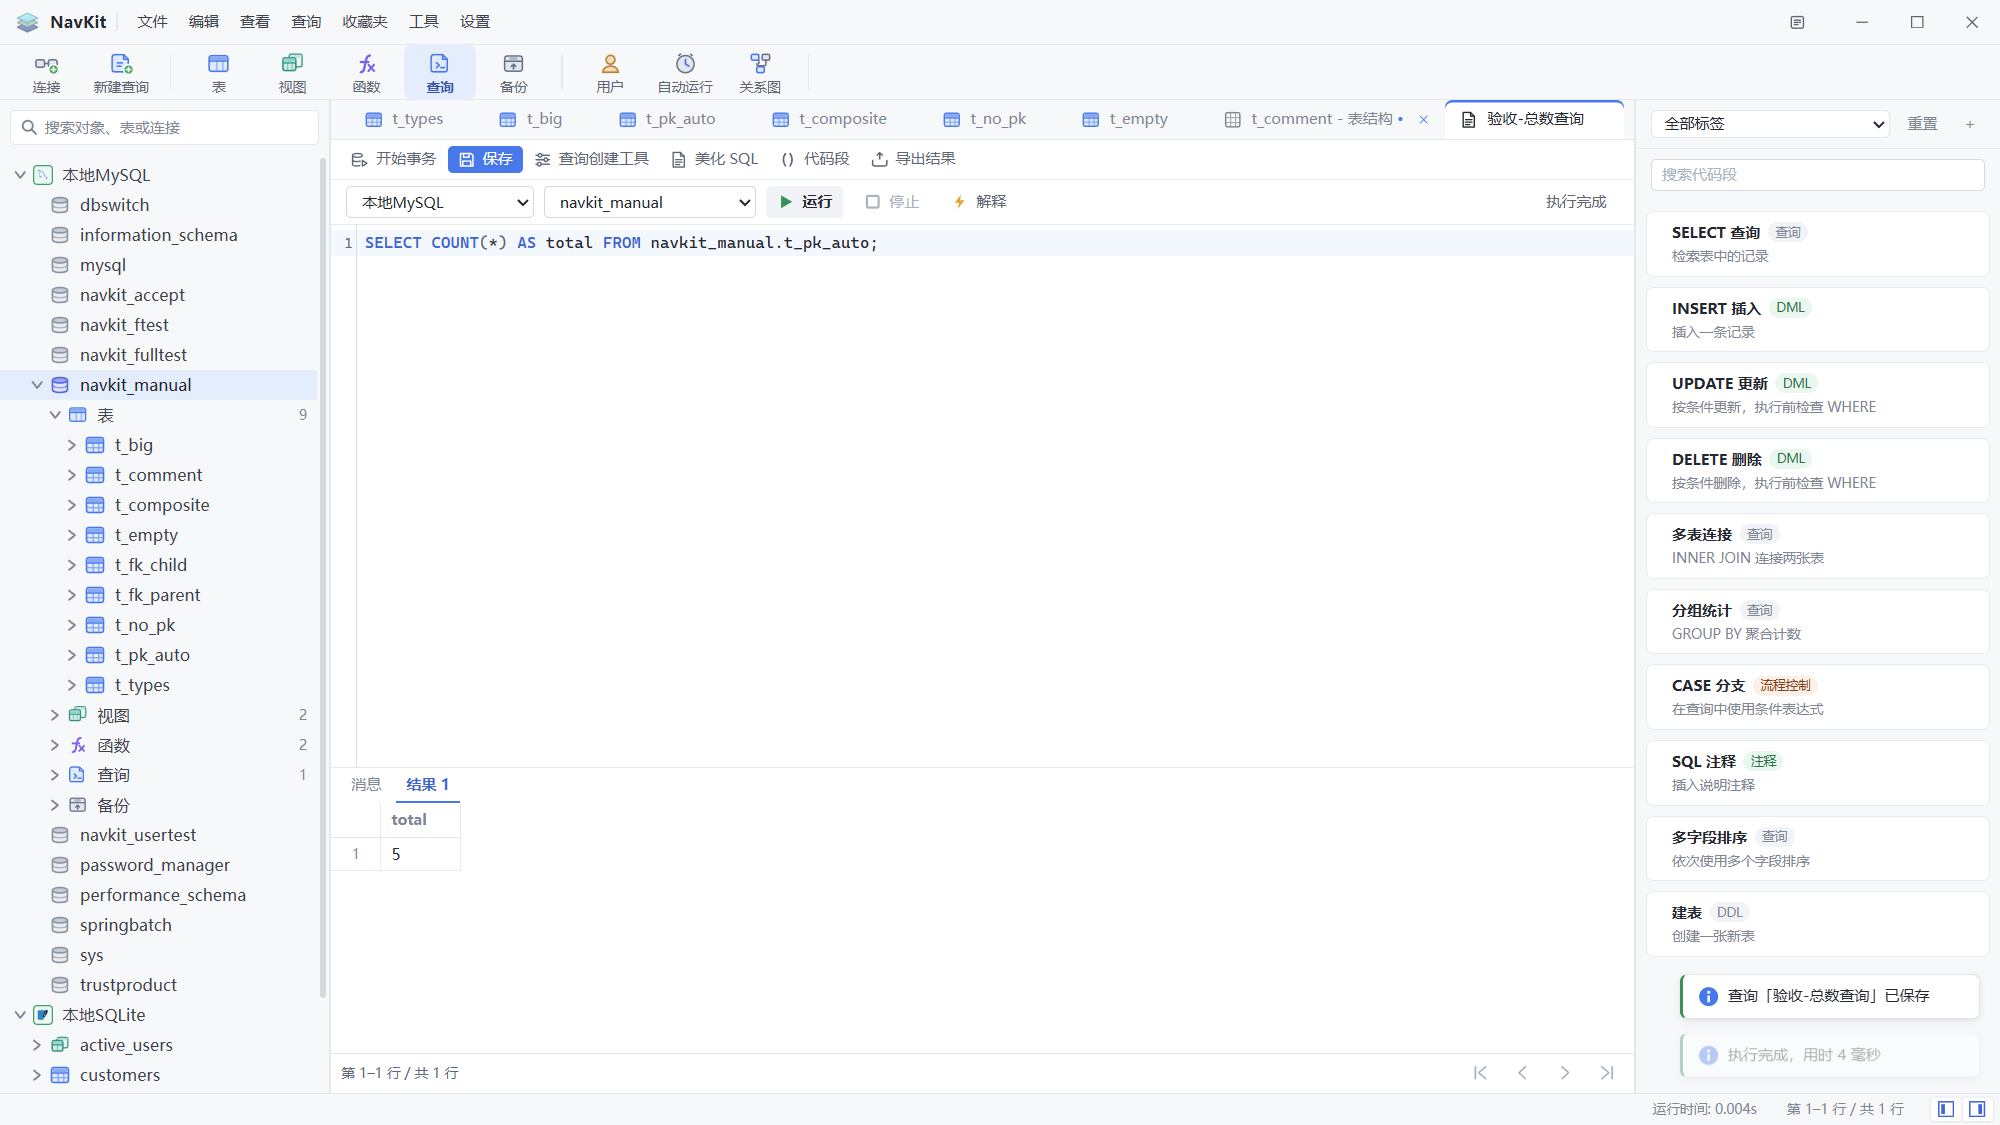 NavKit 文件 编辑 查看 查询 收藏夹 工具 设置
连接 新建查询 表 视图 函数 查询 备份 用户 自动运行 关系图
搜索对象、表或连接
本地MySQL
dbswitch
information_schema
mysql
navkit_accept
navkit_ftest
navkit_fulltest
navkit_manual
表 9
t_big
t_comment
t_composite
t_empty
t_fk_child
t_fk_parent
t_no_pk
t_pk_auto
t_types
视图 2
函数 2
查询 1
备份
navkit_usertest
password_manager
performance_schema
springbatch
sys
trustproduct
本地SQLite
active_users
customers
t_types t_big t_pk_auto t_composite t_no_pk t_empty t_comment - 表结构 • 验收-总数查询
开始事务 保存 查询创建工具 美化 SQL 代码段 导出结果
本地MySQL navkit_manual 运行 停止 解释 执行完成
1 SELECT COUNT(*) AS total FROM navkit_manual.t_pk_auto;
消息 结果 1
total
1 5
第 1–1 行 / 共 1 行
全部标签 重置 +
搜索代码段
SELECT 查询 查询
检索表中的记录
INSERT 插入 DML
插入一条记录
UPDATE 更新 DML
按条件更新，执行前检查 WHERE
DELETE 删除 DML
按条件删除，执行前检查 WHERE
多表连接 查询
INNER JOIN 连接两张表
分组统计 查询
GROUP BY 聚合计数
CASE 分支 流程控制
在查询中使用条件表达式
SQL 注释 注释
插入说明注释
多字段排序 查询
依次使用多个字段排序
建表 DDL
创建一张新表
查询「验收-总数查询」已保存
执行完成，用时 4 毫秒
运行时间: 0.004s 第 1–1 行 / 共 1 行